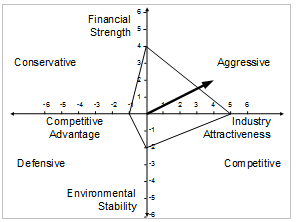 Financial
Strength
6
5
4
3
2
1
Conservative
Aggressive
-6 -5 -4 -3 -2 -1 1 2 3 4 5 6
Competitive
Advantage
Industry
Attractiveness
-1
-2
-3
-4
-5
-6
Defensive
Competitive
Environmental
Stability